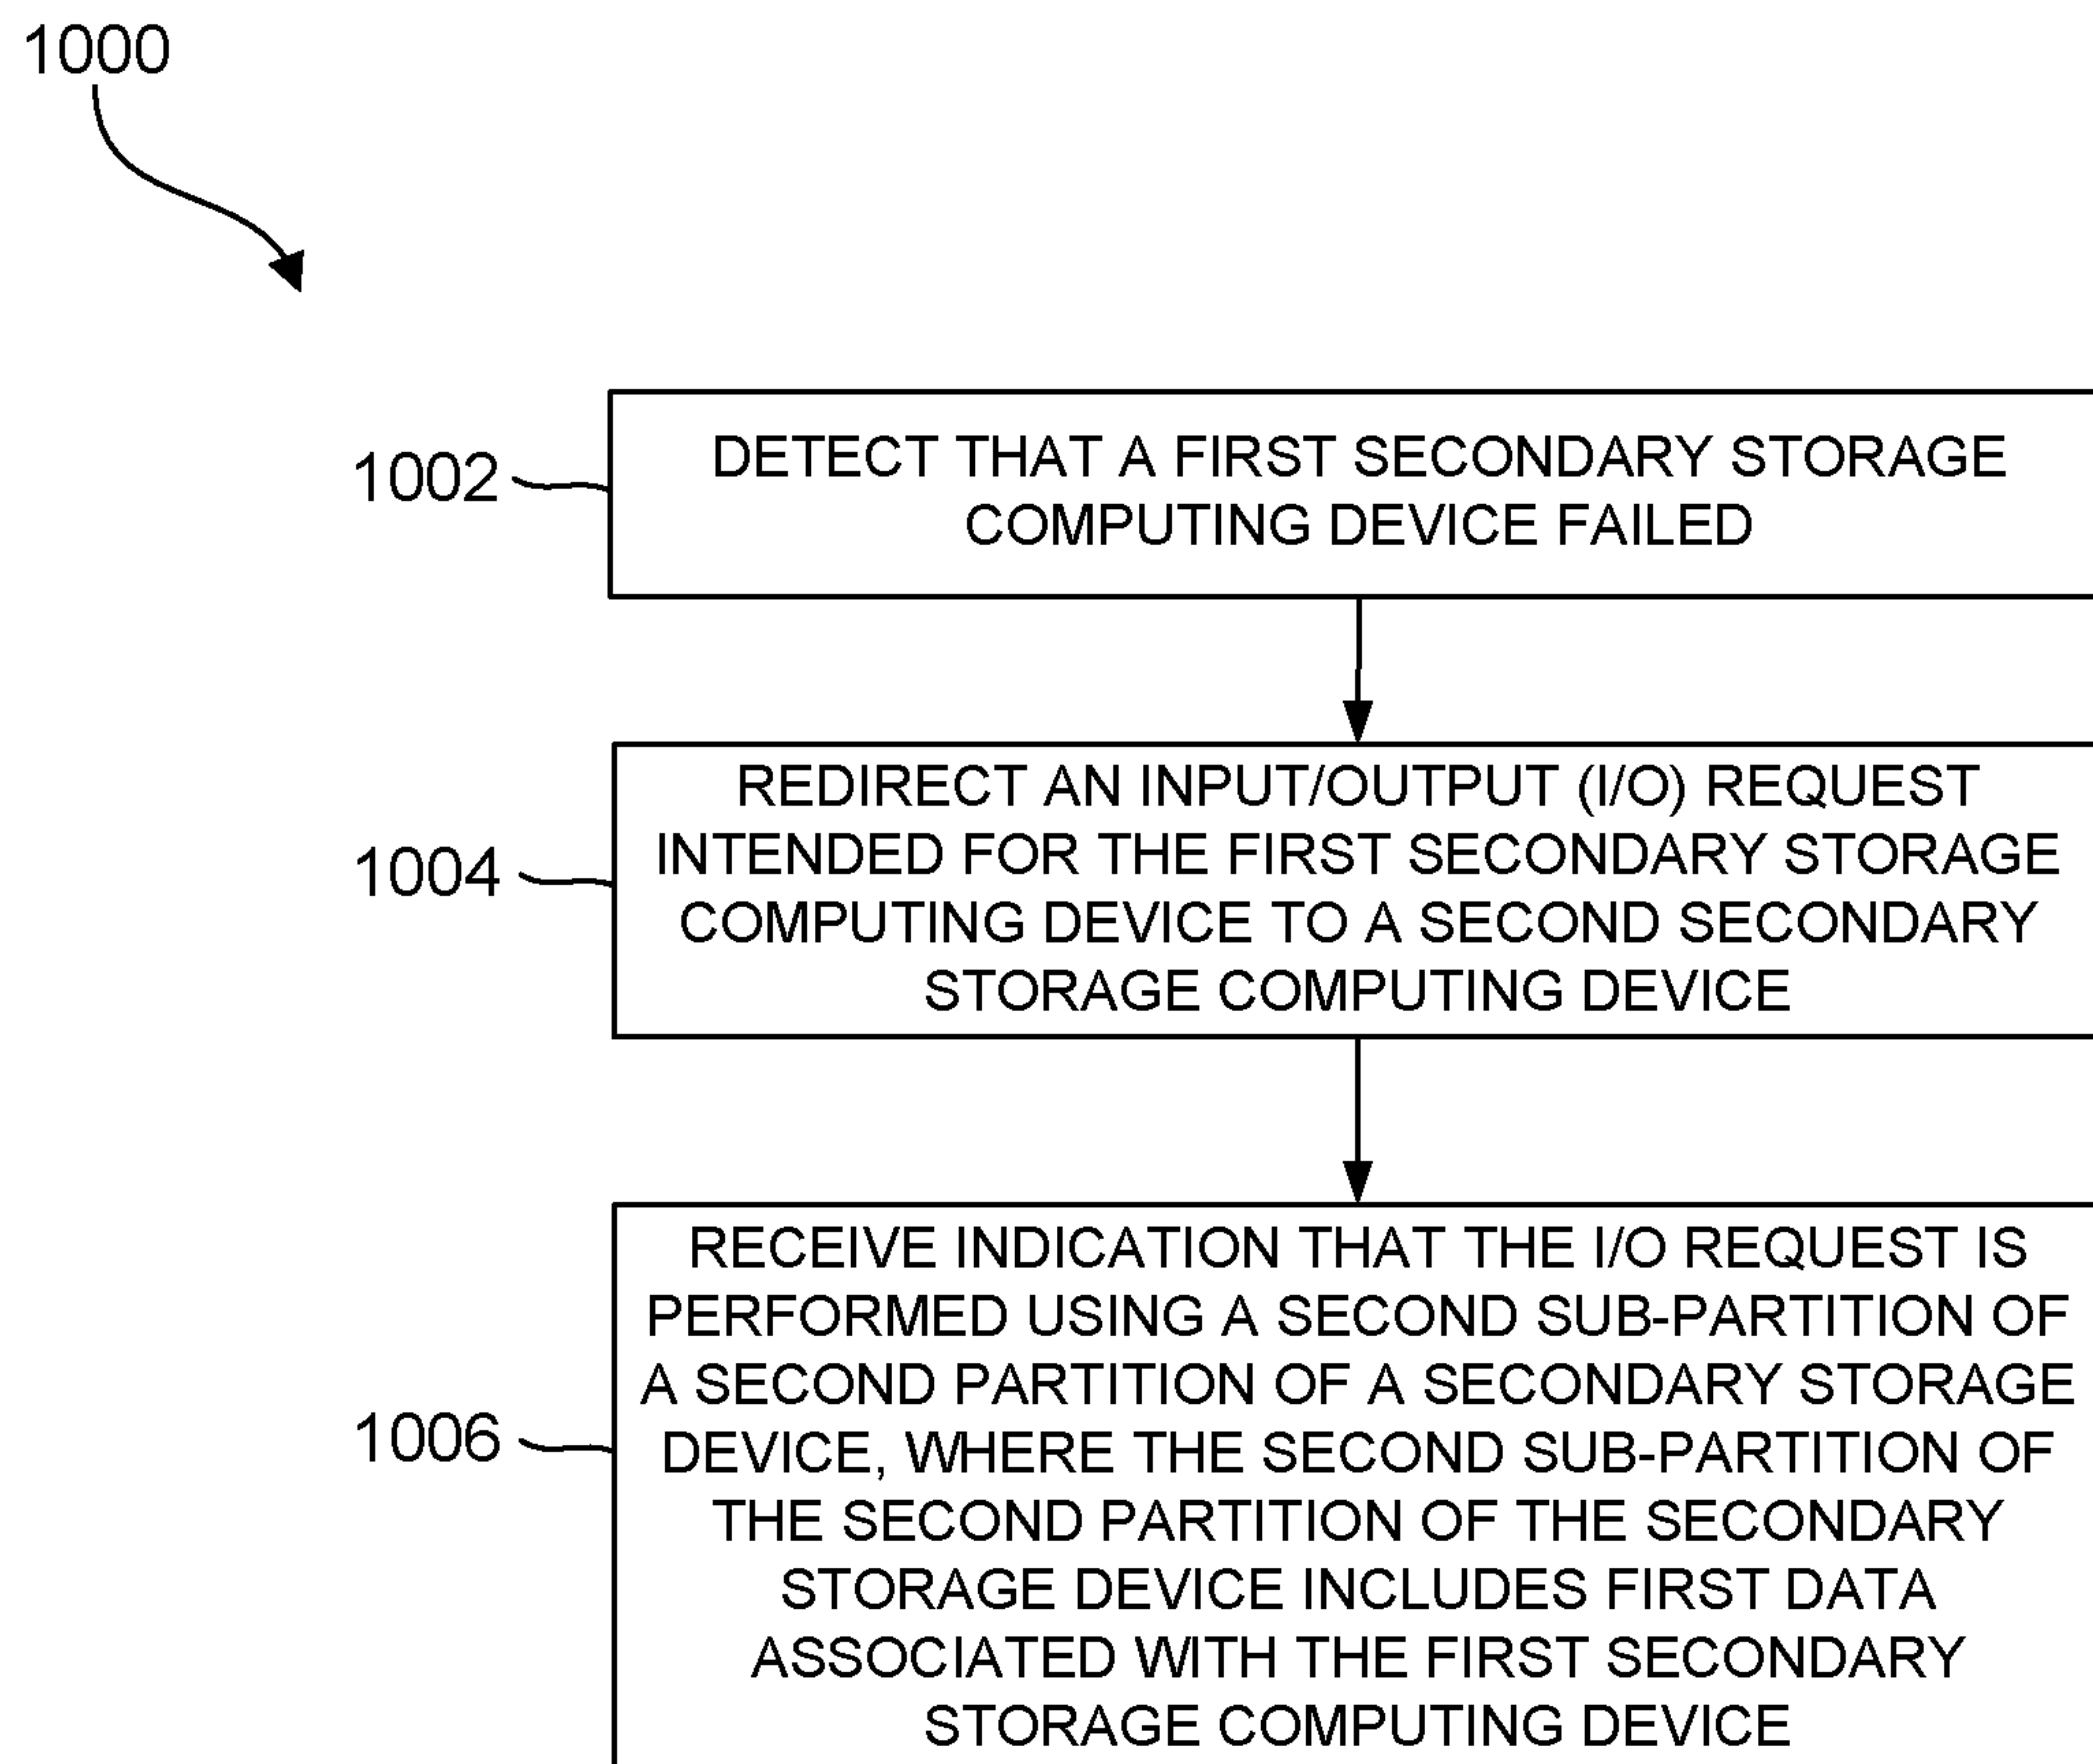 1000
1002
DETECT THAT A FIRST SECONDARY STORAGE
COMPUTING DEVICE FAILED
1004
REDIRECT AN INPUT/OUTPUT (I/O) REQUEST
INTENDED FOR THE FIRST SECONDARY STORAGE
COMPUTING DEVICE TO A SECOND SECONDARY
STORAGE COMPUTING DEVICE
1006
RECEIVE INDICATION THAT THE I/O REQUEST IS
PERFORMED USING A SECOND SUB-PARTITION OF
A SECOND PARTITION OF A SECONDARY STORAGE
DEVICE, WHERE THE SECOND SUB-PARTITION OF
THE SECOND PARTITION OF THE SECONDARY
STORAGE DEVICE INCLUDES FIRST DATA
ASSOCIATED WITH THE FIRST SECONDARY
STORAGE COMPUTING DEVICE